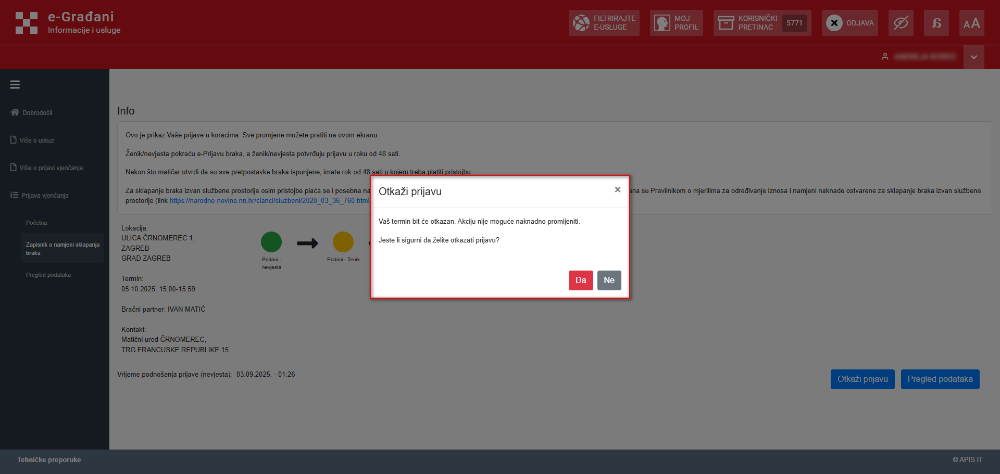 e-Građani
Informacije i usluge
FILTRIRAJTE
E-USLUGE
MOJ
PROFIL
KORISNIČKI
PRETINAC
5771
ODJAVA
AA
Dobrodošli
Više o usluzi
Više o prijavi vjenčanja
Prijava vjenčanja
Početna
Zapisnik o namjeni sklapanja
braka
Pregled podataka
Info
Ovo je prikaz Vaše prijave u koracima. Sve promjene možete pratiti na ovom ekranu.
Ženik/nevjesta pokreću e-Prijavu braka, a ženik/nevjesta potvrđuju prijavu u roku od 48 sati.
Nakon što matičar utvrdi da su sve pretpostavke braka ispunjene, imate rok od 48 sati u kojem treba platiti pristojbu.
Za sklapanje braka izvan službene prostorije osim pristojbe plaća se i posebna na ana su Pravilnikom o mjerilima za određivanje iznosa i namjeni naknade ostvarene za sklapanje braka izvan službene
prostorije (link https://narodne-novine.nn.hr/clanci/sluzbeni/2020_03_36_760.html
Lokacija:
ULICA ČRNOMEREC 1,
ZAGREB
GRAD ZAGREB
Podaci -
nevjesta
Podaci - ženik
Termin:
05.10.2025. 15:00-15:59
Bračni partner: IVAN MATIĆ
Kontakt:
Matični ured ČRNOMEREC,
TRG FRANCUSKE REPUBLIKE 15
Vrijeme podnošenja prijave (nevjesta): 03.09.2025. - 01:26
Otkaži prijavu
Pregled podataka
Otkaži prijavu
×
Vaš termin bit će otkazan. Akciju nije moguće naknadno promijeniti.
Jeste li sigurni da želite otkazati prijavu?
Da
Ne
Tehničke preporuke
© APIS IT